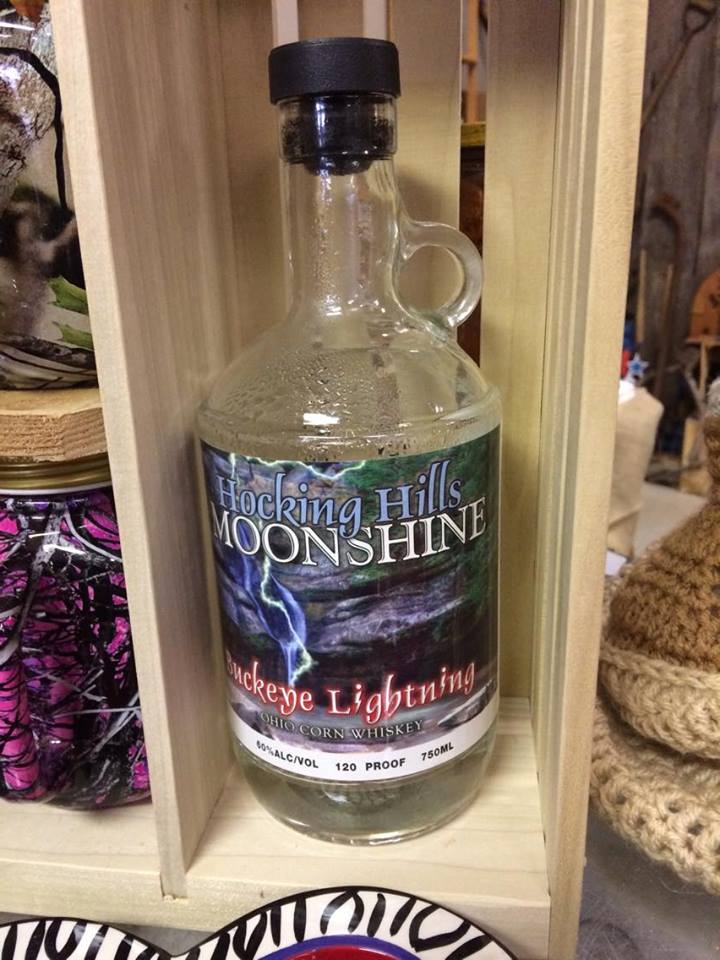 Hocking Hills
MOONSHINE
Buckeye Lightning
OHIO CORN WHISKEY
60%ALC/VOL 120 PROOF 750ML